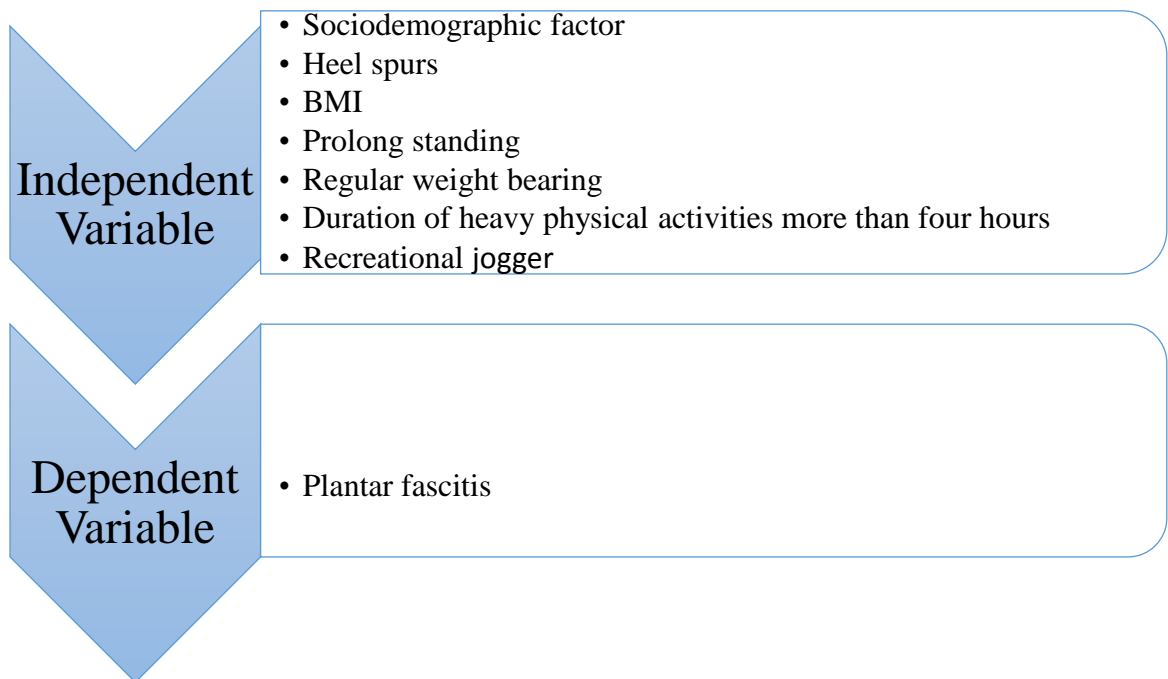 Independent
Variable
• Sociodemographic factor
• Heel spurs
• BMI
• Prolong standing
• Regular weight bearing
• Duration of heavy physical activities more than four hours
• Recreational jogger
Dependent
Variable
• Plantar fascitis